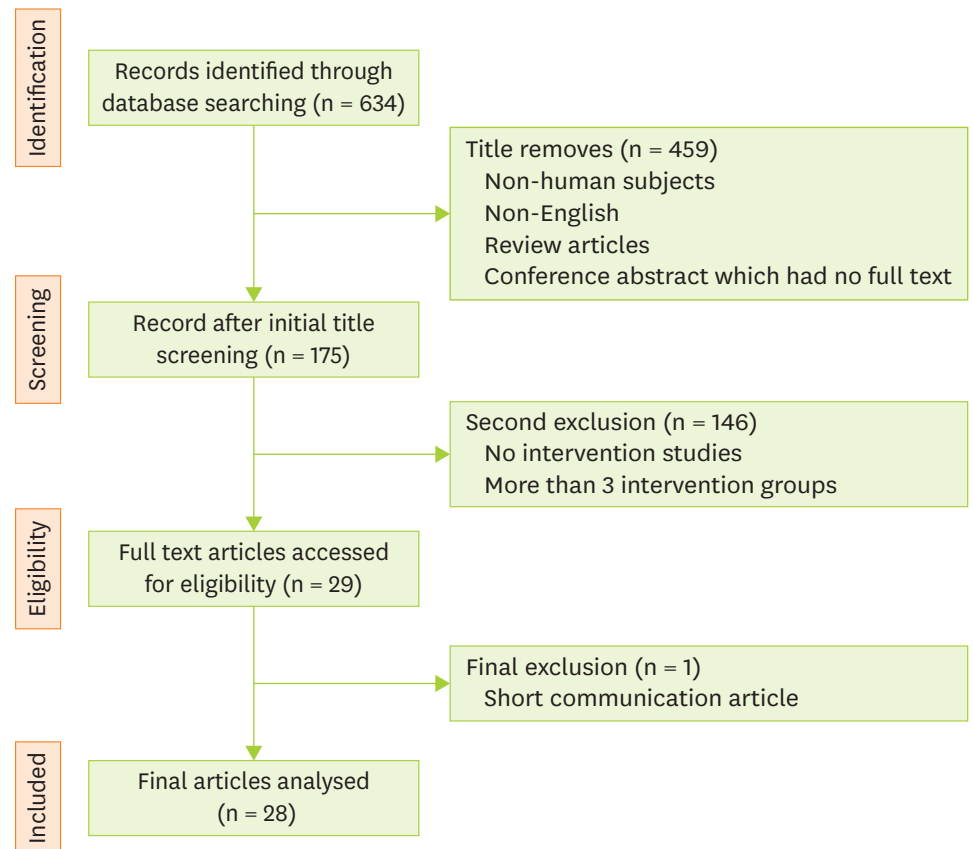 Identification
Records identified through
database searching (n = 634)
Title removes (n = 459)
Non-human subjects
Non-English
Review articles
Conference abstract which had no full text
Screening
Record after initial title
screening (n = 175)
Second exclusion (n = 146)
No intervention studies
More than 3 intervention groups
Eligibility
Full text articles accessed
for eligibility (n = 29)
Final exclusion (n = 1)
Short communication article
Included
Final articles analysed
(n = 28)